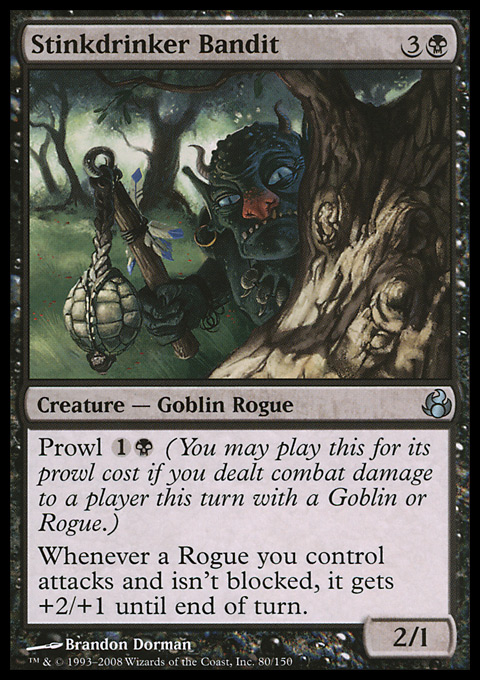 Stinkdrinker Bandit 3
Creature — Goblin Rogue
Prowl 1 (You may play this for its
prowl cost if you dealt combat damage
to a player this turn with a Goblin or
Rogue.)
Whenever a Rogue you control
attacks and isn't blocked, it gets
+2/+1 until end of turn.
2/1
Brandon Dorman
™ & © 1993–2008 Wizards of the Coast, Inc. 80/150